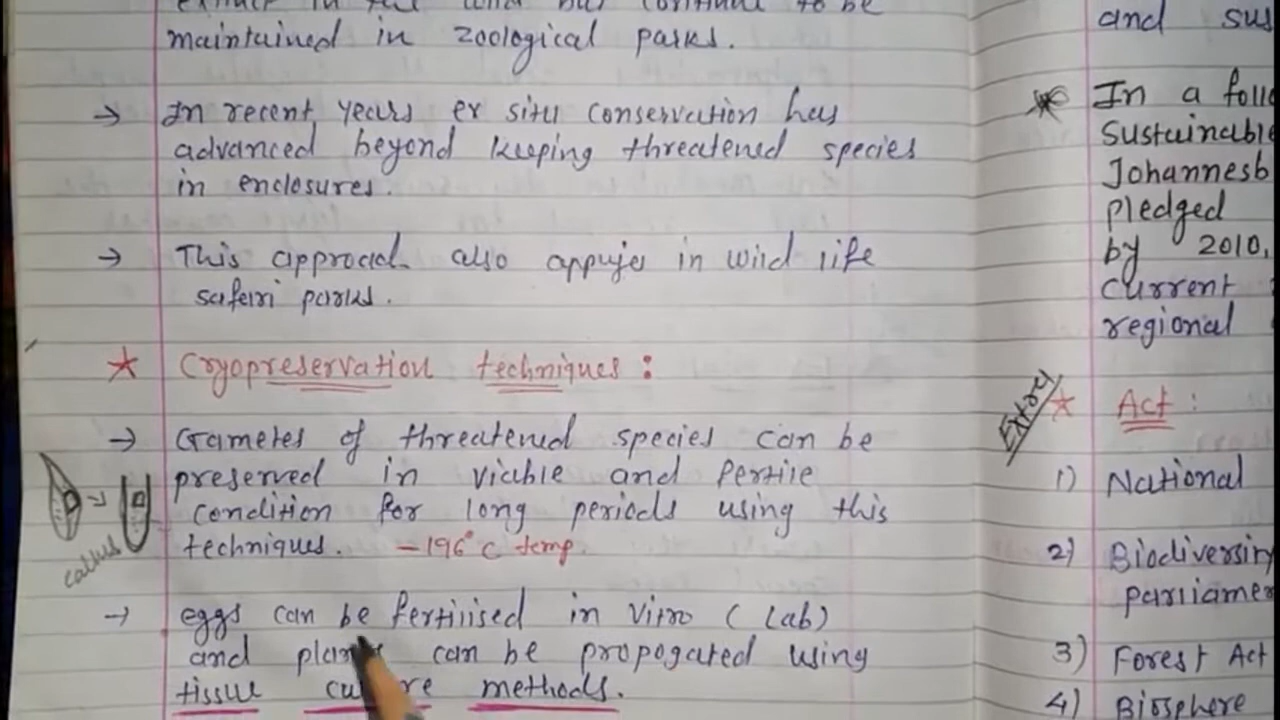 maintained in zoological parks.
→ In recent years ex situ conservation has
advanced beyond keeping threatened species
in enclosures.
→ This approach also applies in wild life
safari parks.
★ Cryopreservation techniques :
→ Gametes of threatened species can be
preserved in viable and fertile
condition for long periods using this
techniques. -196°C temp.
callus
→ eggs can be fertilised in vitro (Lab)
and plants can be propogated using
tissue culture methods.
and sus
★ In a follo
Sustainable
Johannesb
pledged
by 2010,
current
regional
Extra
★ Act :
1) National
2) Biodiversity
parliamen
3) Forest Act
4) Biosphere